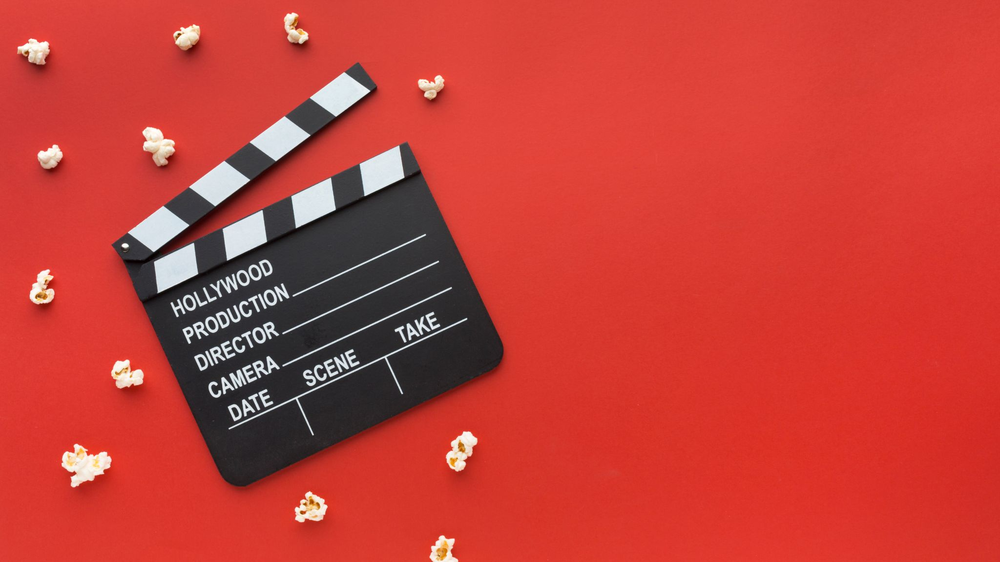 HOLLYWOOD
PRODUCTION
DIRECTOR
CAMERA
DATE SCENE TAKE